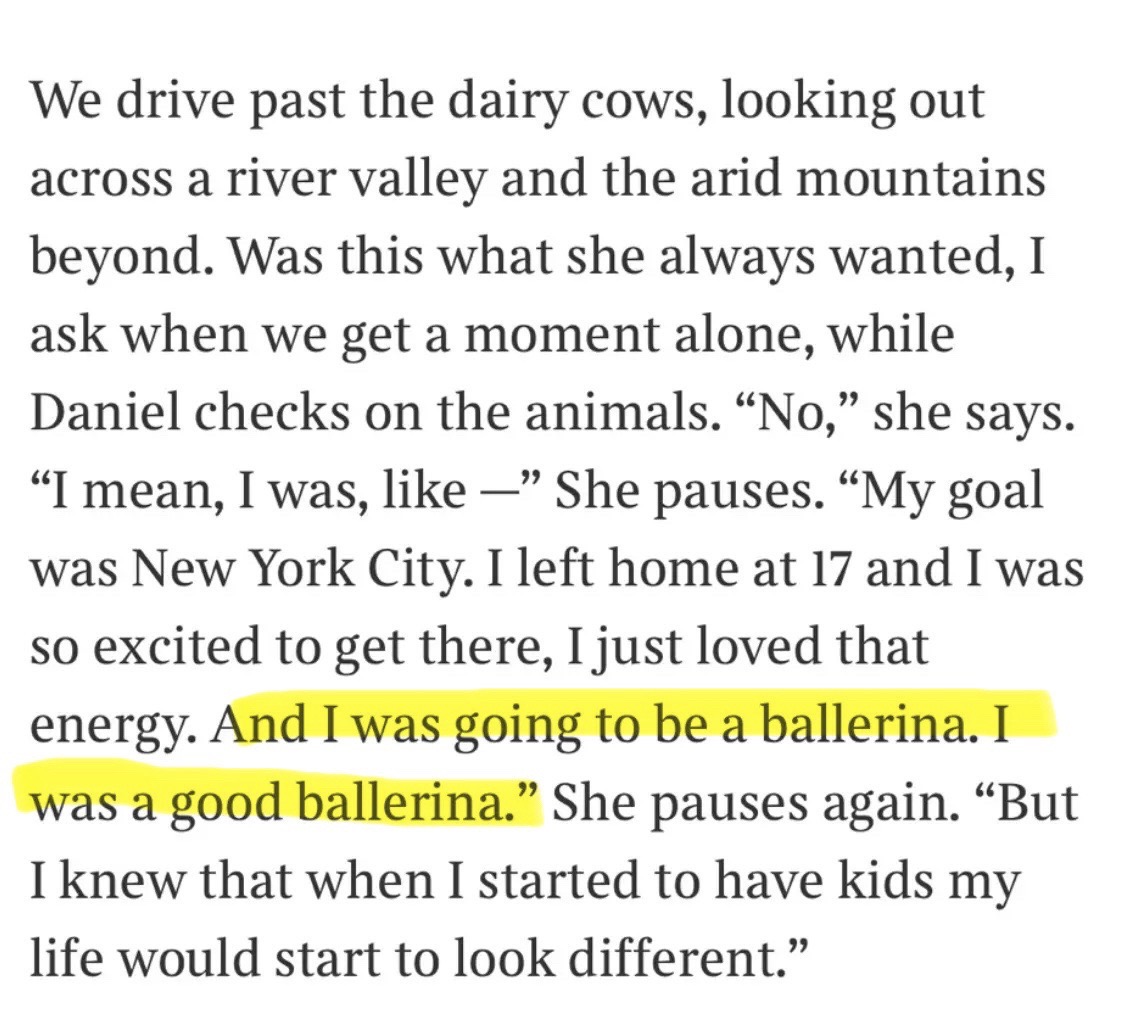 We drive past the dairy cows, looking out
across a river valley and the arid mountains
beyond. Was this what she always wanted, I
ask when we get a moment alone, while
Daniel checks on the animals. “No,” she says.
“I mean, I was, like —” She pauses. “My goal
was New York City. I left home at 17 and I was
so excited to get there, I just loved that
energy. And I was going to be a ballerina. I
was a good ballerina.” She pauses again. “But
I knew that when I started to have kids my
life would start to look different.”